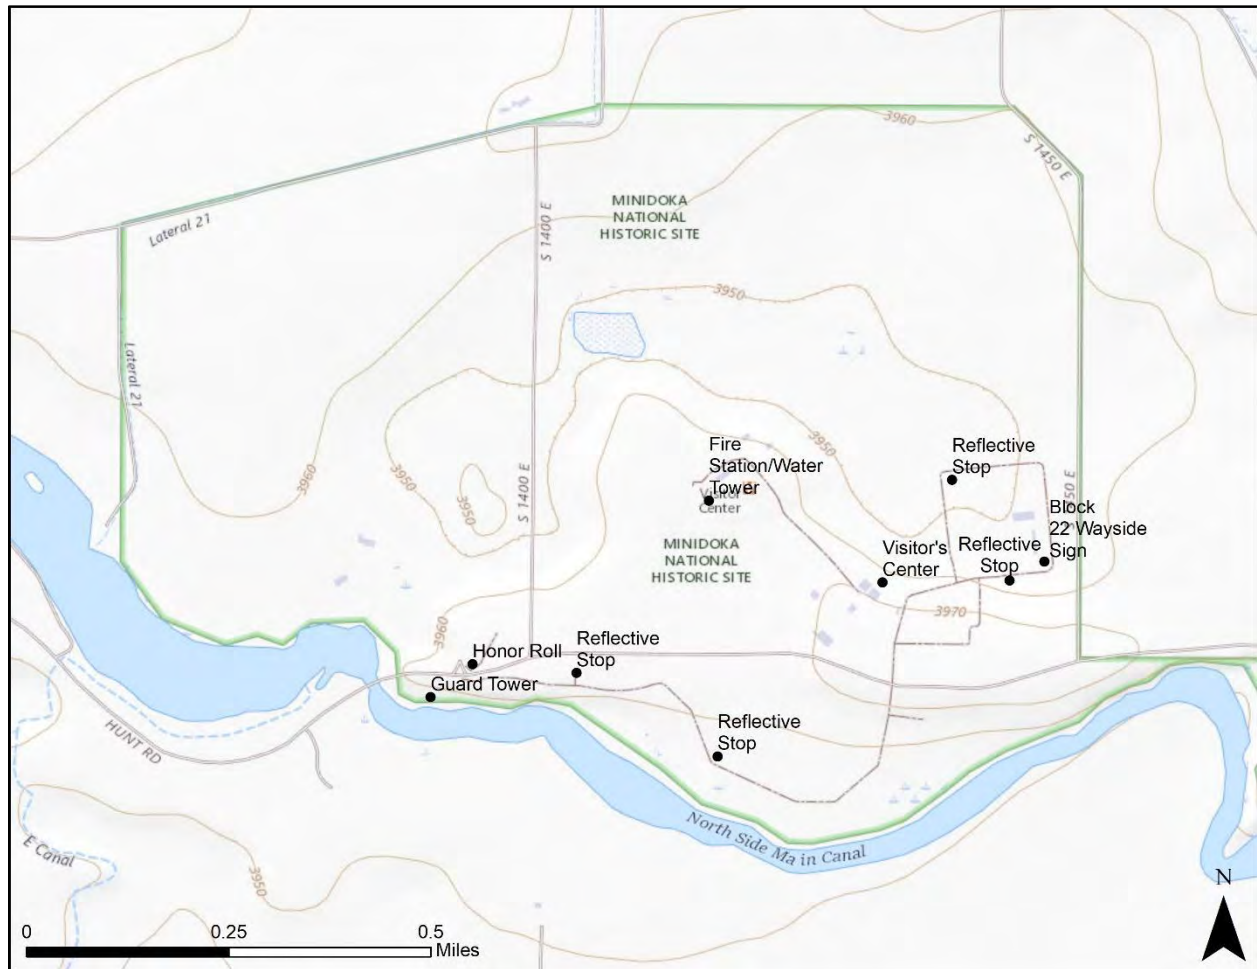 3960
S 1450 E
MINIDOKA
NATIONAL
HISTORIC SITE
Lateral 21
S 1400 E
3950
Lateral 21
Fire
Station/Water
Tower
Visitor
Center
3950
Reflective
Stop
3960
3950
3950
S 1400 E
S 1450 E
Block
22 Wayside
Sign
MINIDOKA
NATIONAL
HISTORIC SITE
Visitor's
Center
Reflective
Stop
3970
3960
Honor Roll
Reflective
Stop
Guard Tower
HUNT RD
Reflective
Stop
North Side Main Canal
E Canal
3950
N
0 0.25 0.5
Miles